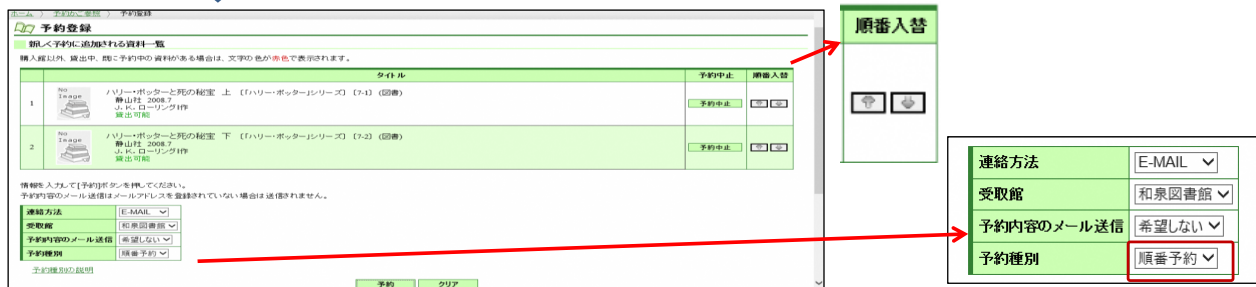 ホーム 〉 予約かご参照 〉 予約登録
予約登録
新しく予約に追加される資料一覧
購入館以外、貸出中、既に予約中の資料がある場合は、文字の色が赤色で表示されます。
タイトル 予約中止 順番入替
1 No Image ハリー・ポッターと死の秘宝 上 (「ハリー・ポッター」シリーズ) (7-1) (図書)
静山社 2008.7
J. K. ローリング‖作
貸出可能
予約中止
2 No Image ハリー・ポッターと死の秘宝 下 (「ハリー・ポッター」シリーズ) (7-2) (図書)
静山社 2008.7
J. K. ローリング‖作
貸出可能
予約中止
情報を入力して[予約]ボタンを押してください。
予約内容のメール送信はメールアドレスを登録されていない場合は送信されません。
連絡方法 E-MAIL
受取館 和泉図書館
予約内容のメール送信 希望しない
予約種別 順番予約
予約種別の説明
予約 クリア
順番入替
連絡方法 E-MAIL
受取館 和泉図書館
予約内容のメール送信 希望しない
予約種別 順番予約